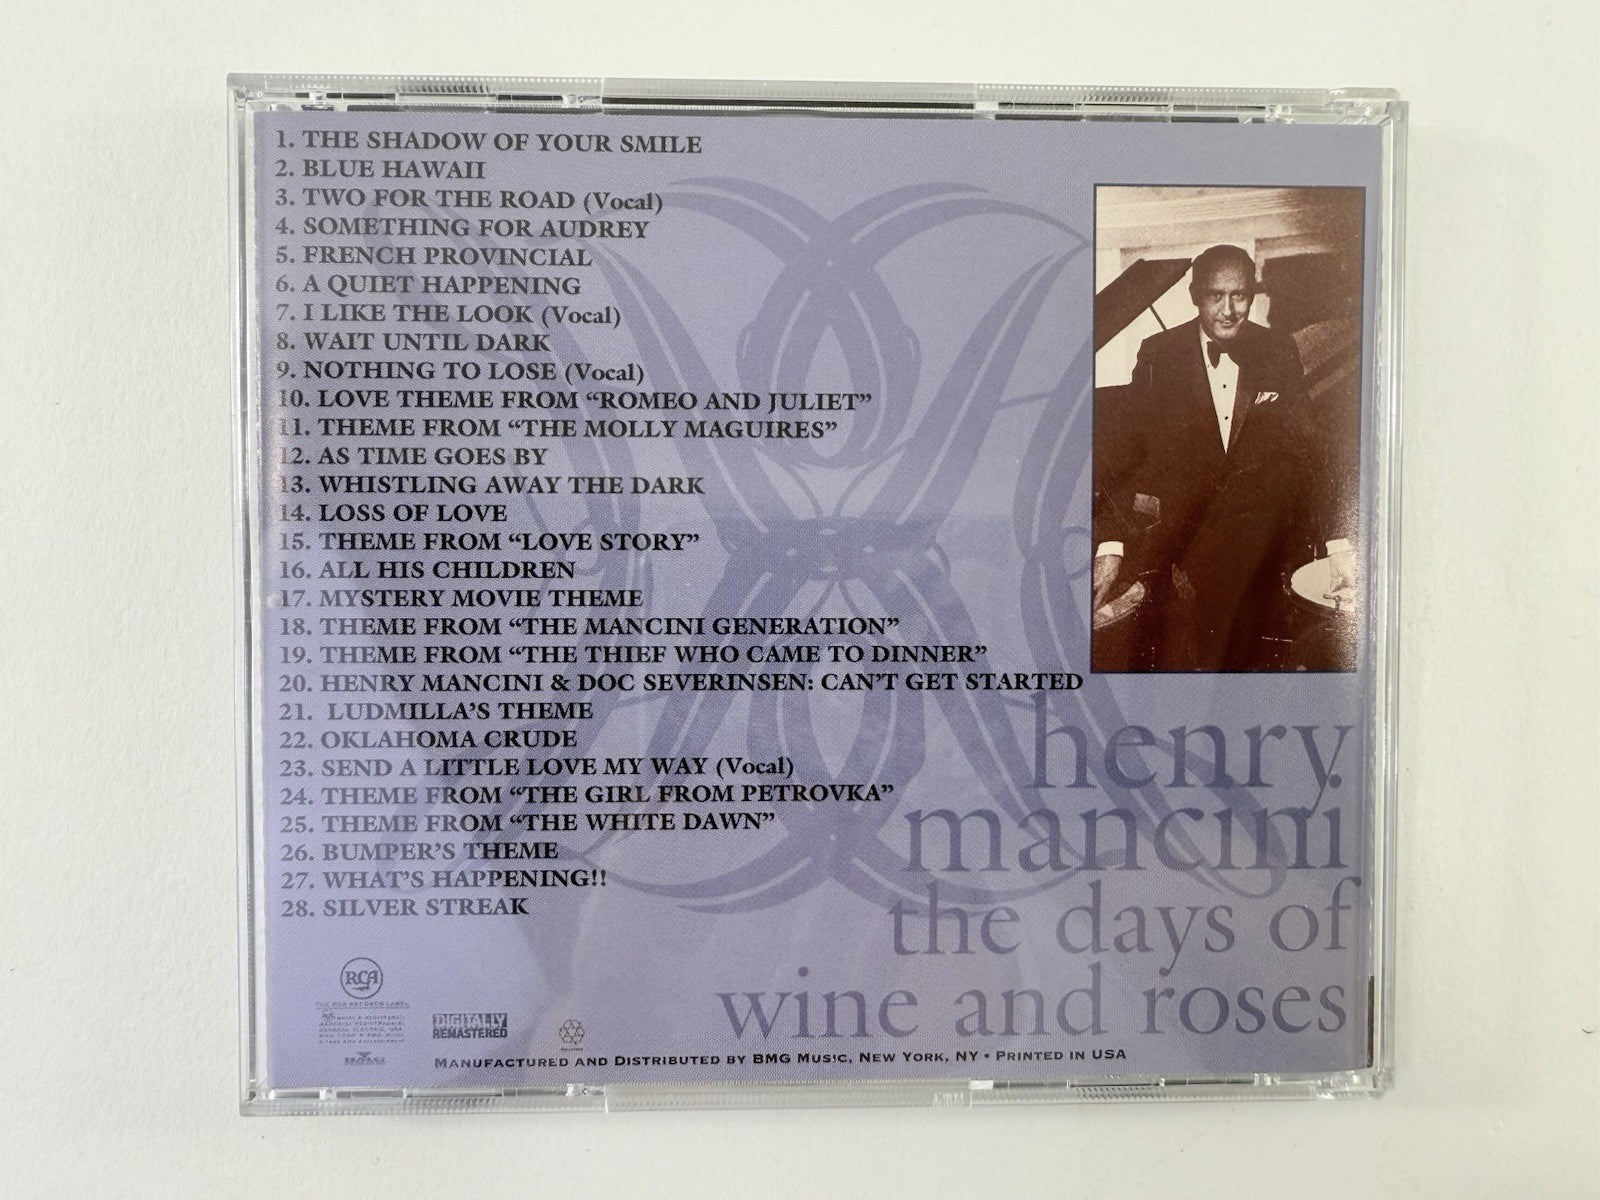 1. THE SHADOW OF YOUR SMILE
2. BLUE HAWAII
3. TWO FOR THE ROAD (Vocal)
4. SOMETHING FOR AUDREY
5. FRENCH PROVINCIAL
6. A QUIET HAPPENING
7. I LIKE THE LOOK (Vocal)
8. WAIT UNTIL DARK
9. NOTHING TO LOSE (Vocal)
10. LOVE THEME FROM “ROMEO AND JULIET”
11. THEME FROM “THE MOLLY MAGUIRES”
12. AS TIME GOES BY
13. WHISTLING AWAY THE DARK
14. LOSS OF LOVE
15. THEME FROM “LOVE STORY”
16. ALL HIS CHILDREN
17. MYSTERY MOVIE THEME
18. THEME FROM “THE MANCINI GENERATION”
19. THEME FROM “THE THIEF WHO CAME TO DINNER”
20. HENRY MANCINI & DOC SEVERINSEN: CAN'T GET STARTED
21. LUDMILLA'S THEME
22. OKLAHOMA CRUDE
23. SEND A LITTLE LOVE MY WAY (Vocal)
24. THEME FROM “THE GIRL FROM PETROVKA”
25. THEME FROM “THE WHITE DAWN”
26. BUMPER'S THEME
27. WHAT'S HAPPENING!!
28. SILVER STREAK
henry
mancini
the days of
wine and roses
RCA
THE RCA RECORDS LABEL
BMG
DIGITALLY
REMASTERED
MANUFACTURED AND DISTRIBUTED BY BMG MUSIC, NEW YORK, NY • PRINTED IN USA